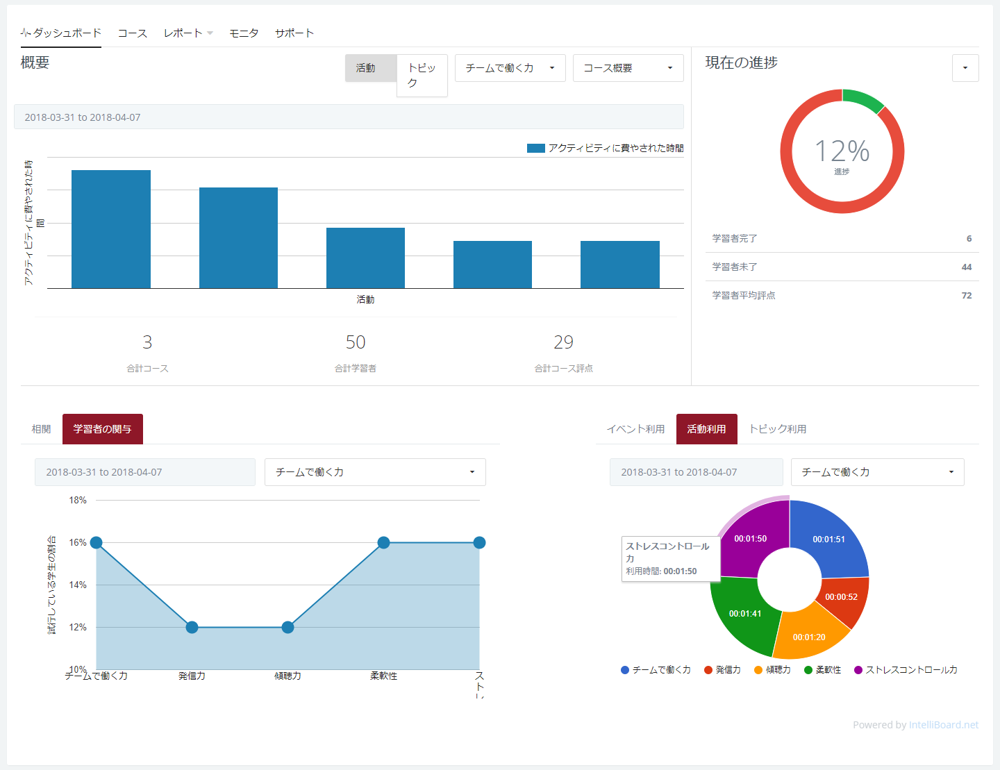 ダッシュボード コース レポート モニタ サポート
概要
活動
トピッ
ク
チームで働く力
コース概要
2018-03-31 to 2018-04-07
アクティビティに費やされた時間
アクティビティに費やされた時
間
活動
3 50 29
合計コース 合計学習者 合計コース評点
現在の進捗
12%
進捗
学習者完了 6
学習者未了 44
学習者平均評点 72
相関 学習者の関与
2018-03-31 to 2018-04-07 チームで働く力
18%
16%
14%
12%
10%
試行している学生の割合
チームで働く力 発信力 傾聴力 柔軟性
ス
ト
レ
イベント利用 活動利用 トピック利用
2018-03-31 to 2018-04-07 チームで働く力
00:01:50 00:01:51
ストレスコントロール
力
利用時間: 00:01:50
00:00:52
00:01:41
00:01:20
チームで働く力 発信力 傾聴力 柔軟性 ストレスコントロール力
Powered by IntelliBoard.net